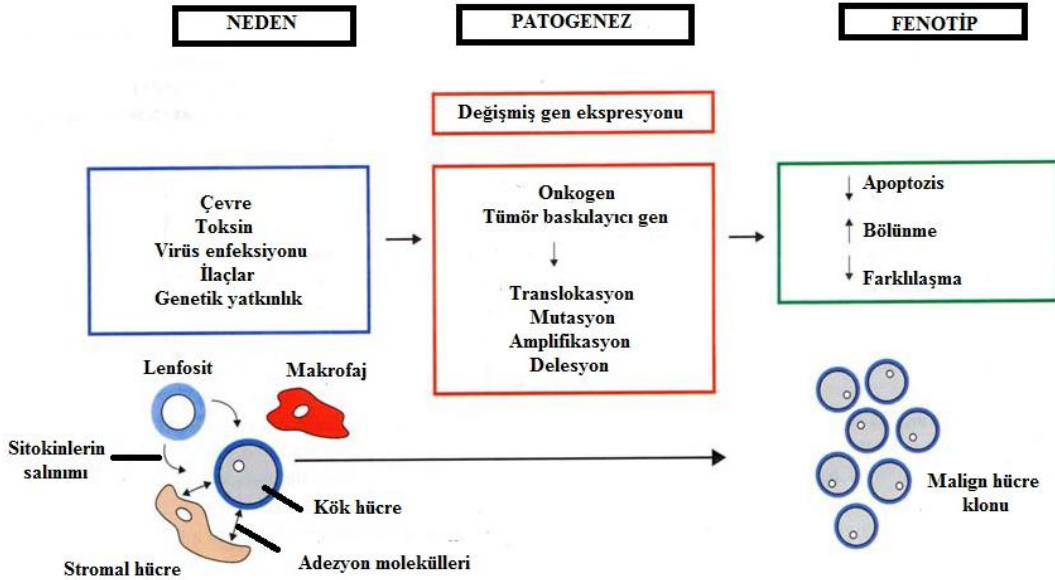 NEDEN
PATOGENEZ
FENOTİP
Değişmiş gen ekspresyonu
Çevre
Toksin
Virüs enfeksiyonu
İlaçlar
Genetik yatkınlık
Onkogen
Tümör baskılayıcı gen
Translokasyon
Mutasyon
Amplifikasyon
Delesyon
Apoptozis
Bölünme
Farklılaşma
Lenfosit
Makrofaj
Sitokinlerin
salınımı
Kök hücre
Stromal hücre
Adezyon molekülleri
Malign hücre
klonu